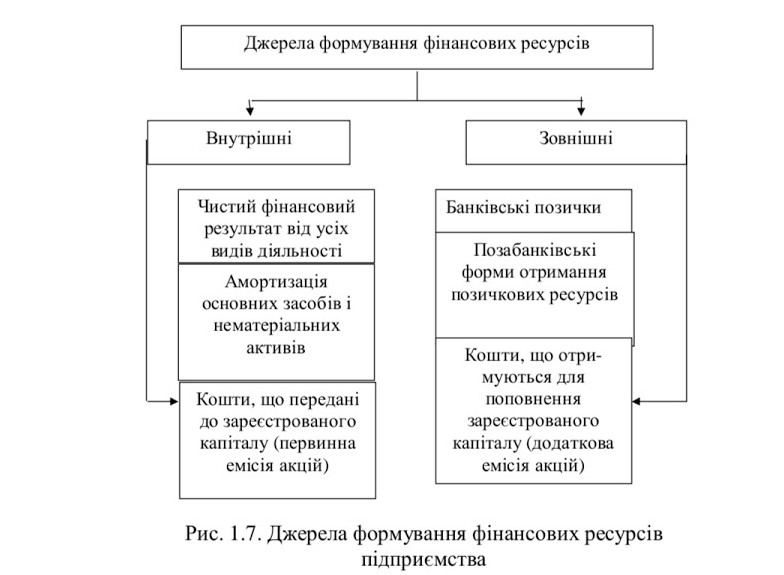 Джерела формування фінансових ресурсів
Внутрішні
Зовнішні
Чистий фінансовий
результат від усіх
видів діяльності
Амортизація
основних засобів і
нематеріальних
активів
Кошти, що передані
до зареєстрованого
капіталу (первинна
емісія акцій)
Банківські позички
Позабанківські
форми отримання
позичкових ресурсів
Кошти, що отри-
муються для
поповнення
зареєстрованого
капіталу (додаткова
емісія акцій)
Рис. 1.7. Джерела формування фінансових ресурсів
підприємства